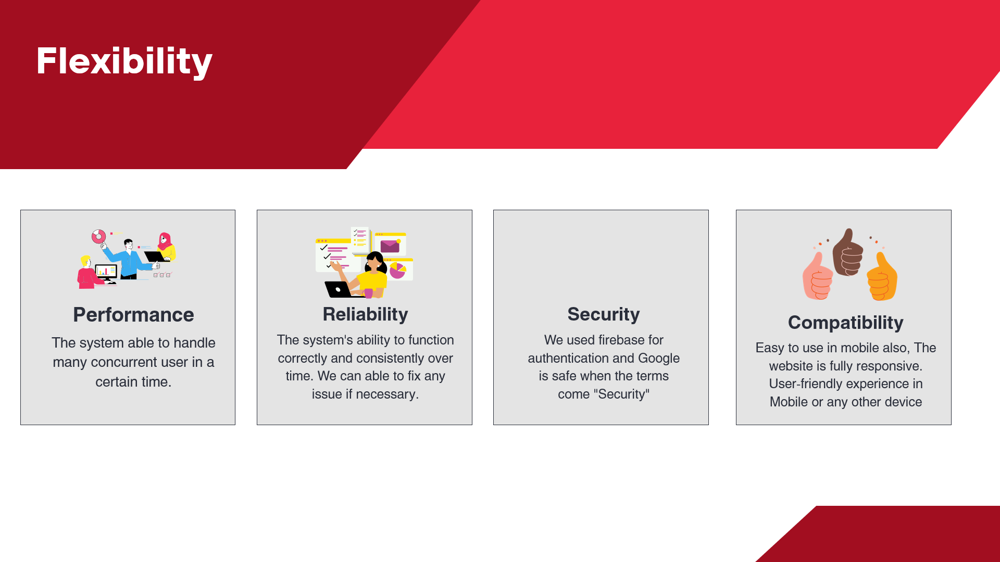 Flexibility
Performance
The system able to handle
many concurrent user in a
certain time.
Reliability
The system's ability to function
correctly and consistently over
time. We can able to fix any
issue if necessary.
Security
We used firebase for
authentication and Google
is safe when the terms
come "Security"
Compatibility
Easy to use in mobile also, The
website is fully responsive.
User-friendly experience in
Mobile or any other device